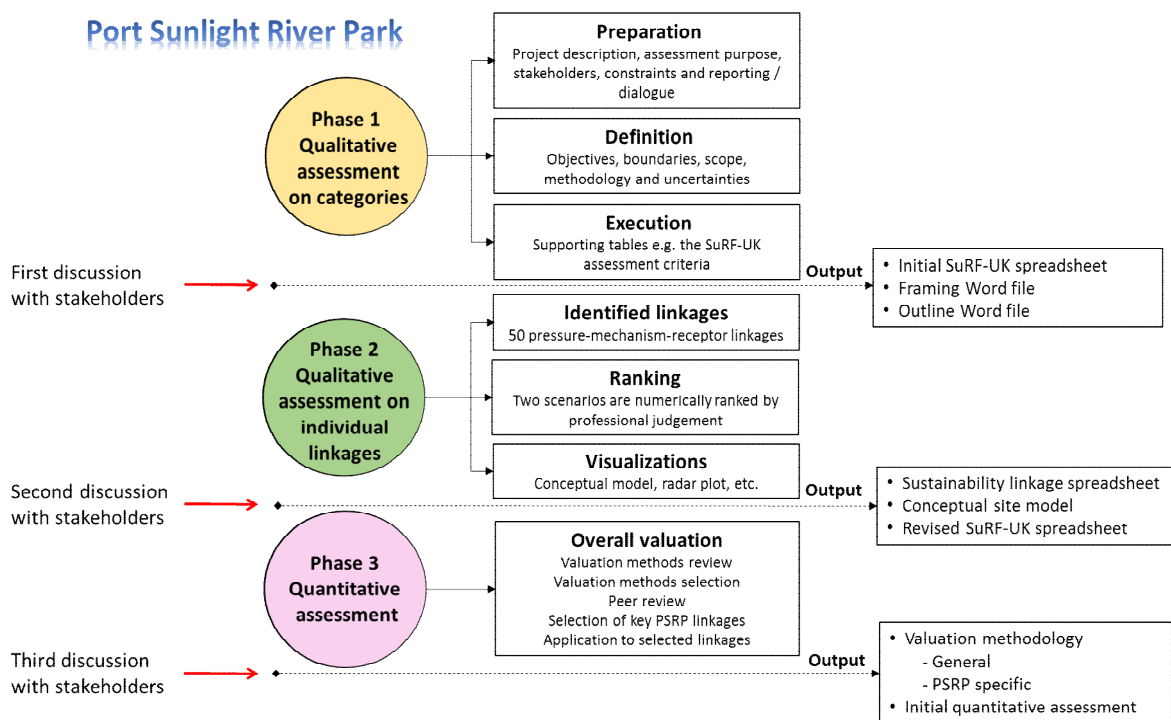 Port Sunlight River Park
Preparation
Project description, assessment purpose,
stakeholders, constraints and reporting /
dialogue
Phase 1
Qualitative
assessment
on categories
Definition
Objectives, boundaries, scope,
methodology and uncertainties
Execution
Supporting tables e.g. the SuRF-UK
assessment criteria
First discussion
with stakeholders
Output
• Initial SuRF-UK spreadsheet
• Framing Word file
• Outline Word file
Identified linkages
50 pressure-mechanism-receptor linkages
Phase 2
Qualitative
assessment on
individual
linkages
Ranking
Two scenarios are numerically ranked by
professional judgement
Visualizations
Conceptual model, radar plot, etc.
Second discussion
with stakeholders
Output
• Sustainability linkage spreadsheet
• Conceptual site model
• Revised SuRF-UK spreadsheet
Phase 3
Quantitative
assessment
Overall valuation
Valuation methods review
Valuation methods selection
Peer review
Selection of key PSRP linkages
Application to selected linkages
Third discussion
with stakeholders
Output
• Valuation methodology
- General
- PSRP specific
• Initial quantitative assessment